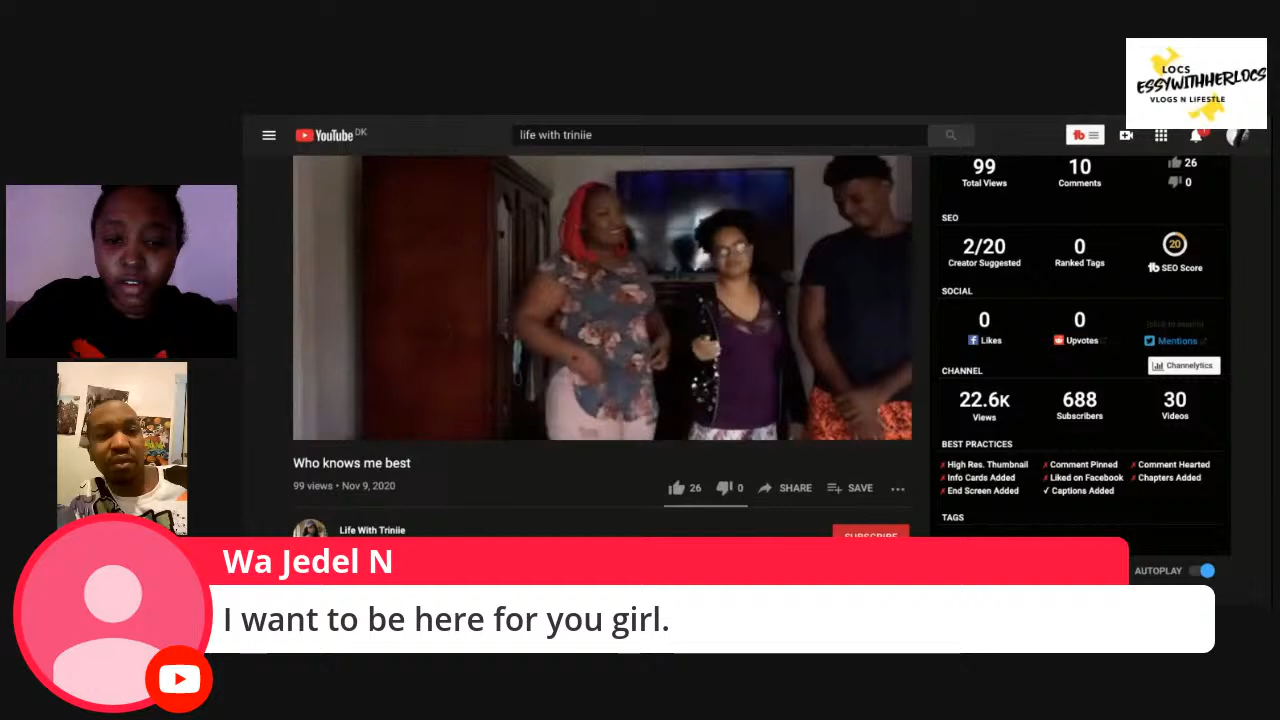 LOCS
ESSYWITHHERLOCS
VLOGS N LIFESTLE
YouTube DK
life with triniie
99
Total Views
10
Comments
26
0
SEO
2/20
Creator Suggested
0
Ranked Tags
20
tb SEO Score
SOCIAL
0
Likes
0
Upvotes
Mentions
Channelytics
CHANNEL
22.6K
Views
688
Subscribers
30
Videos
BEST PRACTICES
✗ High Res. Thumbnail
✗ Comment Pinned
✗ Comment Hearted
✗ Info Cards Added
✗ Liked on Facebook
✗ Chapters Added
✗ End Screen Added
✓ Captions Added
TAGS
Who knows me best
99 views • Nov 9, 2020
26
0
SHARE
SAVE
Life With Triniie
SUBSCRIBE
AUTOPLAY
Wa Jedel N
I want to be here for you girl.